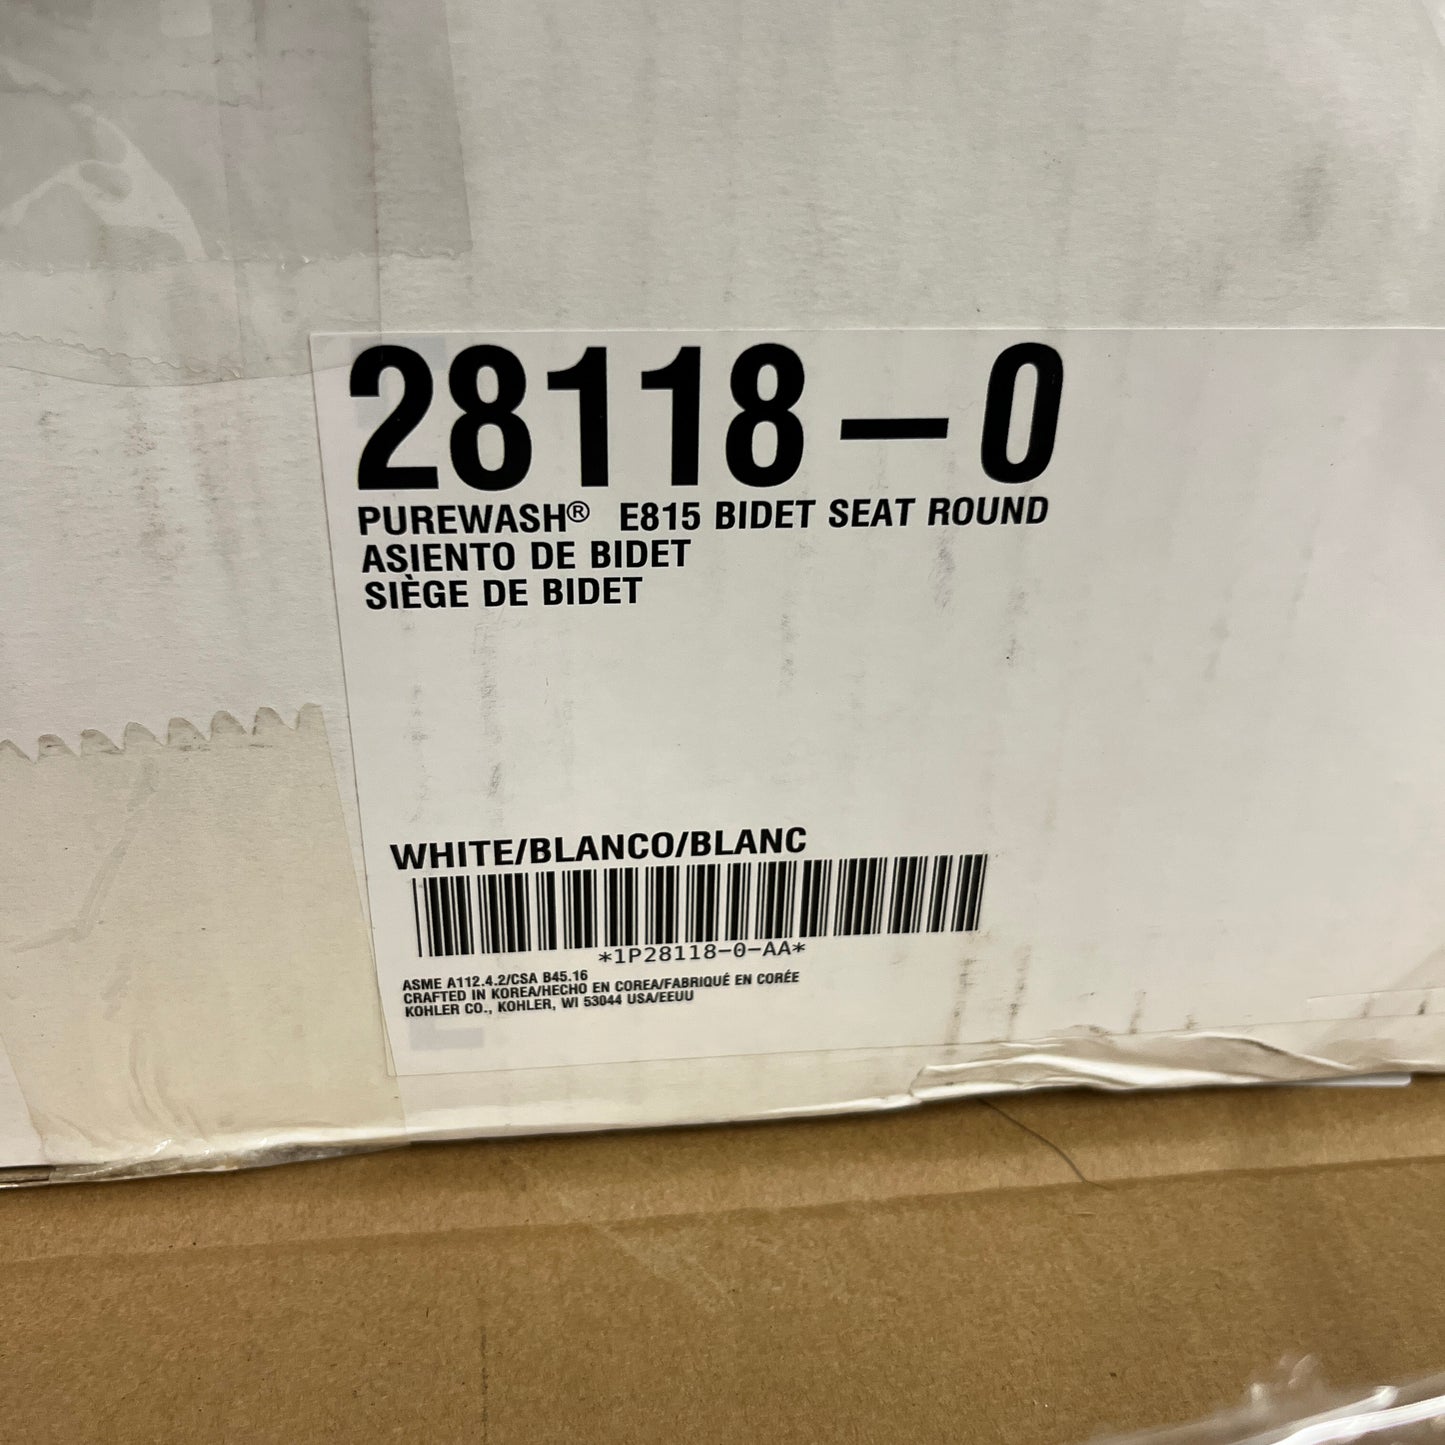 28118-0
PUREWASH® E815 BIDET SEAT ROUND
ASIENTO DE BIDET
SIÈGE DE BIDET
WHITE/BLANCO/BLANC
*1P28118-0-AA*
ASME A112.4.2/CSA B45.16
CRAFTED IN KOREA/HECHO EN COREA/FABRIQUÉ EN CORÉE
KOHLER CO., KOHLER, WI 53044 USA/EEUU